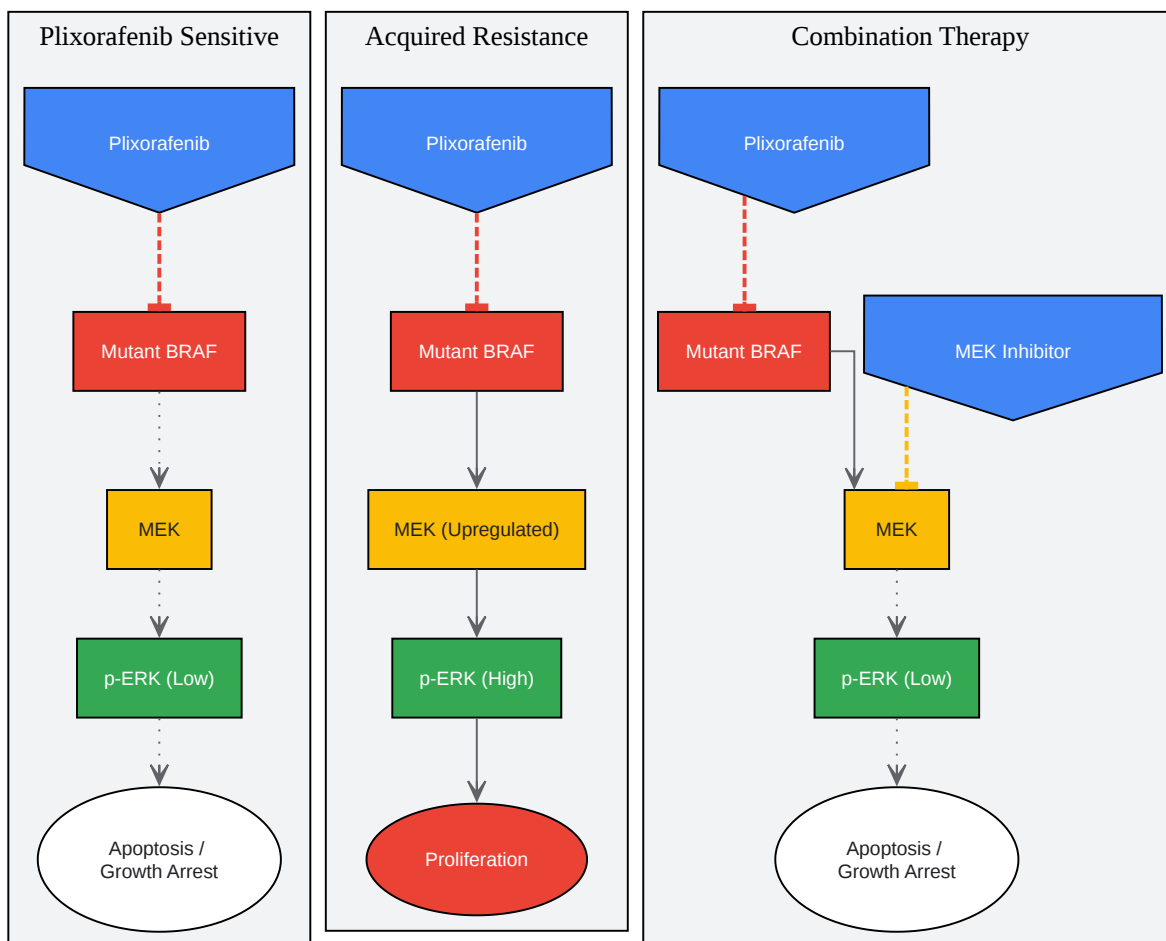 Plixorafenib Sensitive
Plixorafenib
Mutant BRAF
MEK
p-ERK (Low)
Apoptosis /
Growth Arrest
Acquired Resistance
Plixorafenib
Mutant BRAF
MEK (Upregulated)
p-ERK (High)
Proliferation
Combination Therapy
Plixorafenib
Mutant BRAF
MEK Inhibitor
MEK
p-ERK (Low)
Apoptosis /
Growth Arrest